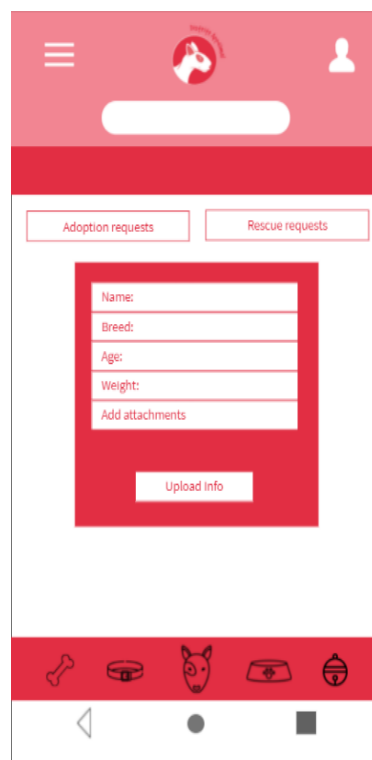 Adoption requests
Rescue requests
Name:
Breed:
Age:
Weight:
Add attachments
Upload Info